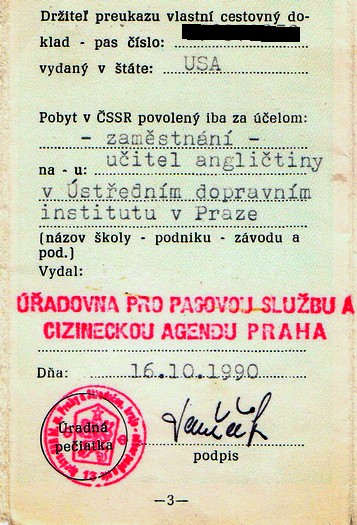 Držiteľ preukazu vlastní cestovný do-
klad - pas číslo:
vydaný v štáte: USA
Pobyt v ČSSR povolený iba za účelom:
- zaměstnání -
na - u: učitel angličtiny
v Ústředním dopravním
institutu v Praze
(názov školy - podniku - závodu a
pod.)
Vydal:
ÚŘADOVNA PRO PASOVOU SLUŽBU A
CIZINECKOU AGENDU PRAHA
Dňa: 16.10.1990
Úradná
pečiatka
podpis
—3—